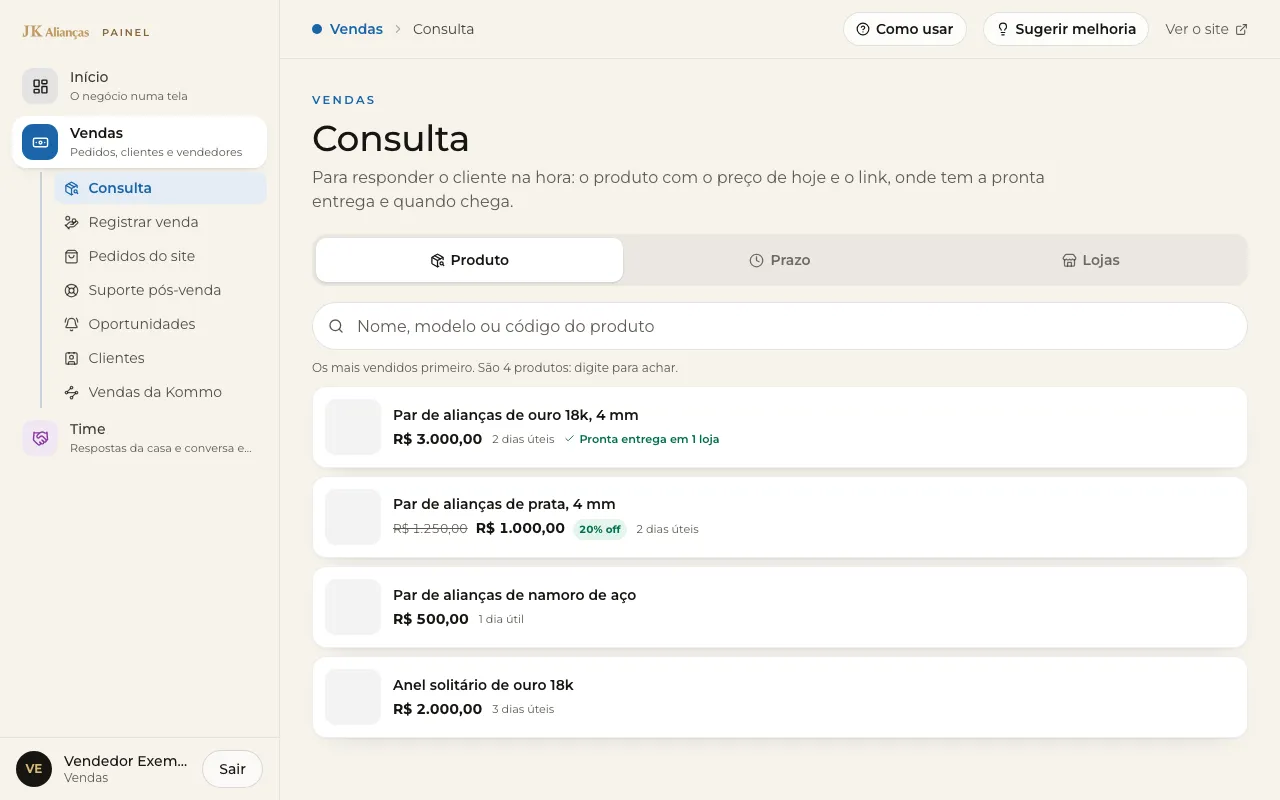 JK Alianças PAINEL
Início
O negócio numa tela
Vendas
Pedidos, clientes e vendedores
Consulta
Registrar venda
Pedidos do site
Suporte pós-venda
Oportunidades
Clientes
Vendas da Kommo
Time
Respostas da casa e conversa e...
VE
Vendedor Exem...
Vendas
Sair
Vendas > Consulta
Como usar
Sugerir melhoria
Ver o site
VENDAS
Consulta
Para responder o cliente na hora: o produto com o preço de hoje e o link, onde tem a pronta
entrega e quando chega.
Produto
Prazo
Lojas
Nome, modelo ou código do produto
Os mais vendidos primeiro. São 4 produtos: digite para achar.
Par de alianças de ouro 18k, 4 mm
R$ 3.000,00 2 dias úteis Pronta entrega em 1 loja
Par de alianças de prata, 4 mm
R$ 1.250,00 R$ 1.000,00 20% off 2 dias úteis
Par de alianças de namoro de aço
R$ 500,00 1 dia útil
Anel solitário de ouro 18k
R$ 2.000,00 3 dias úteis